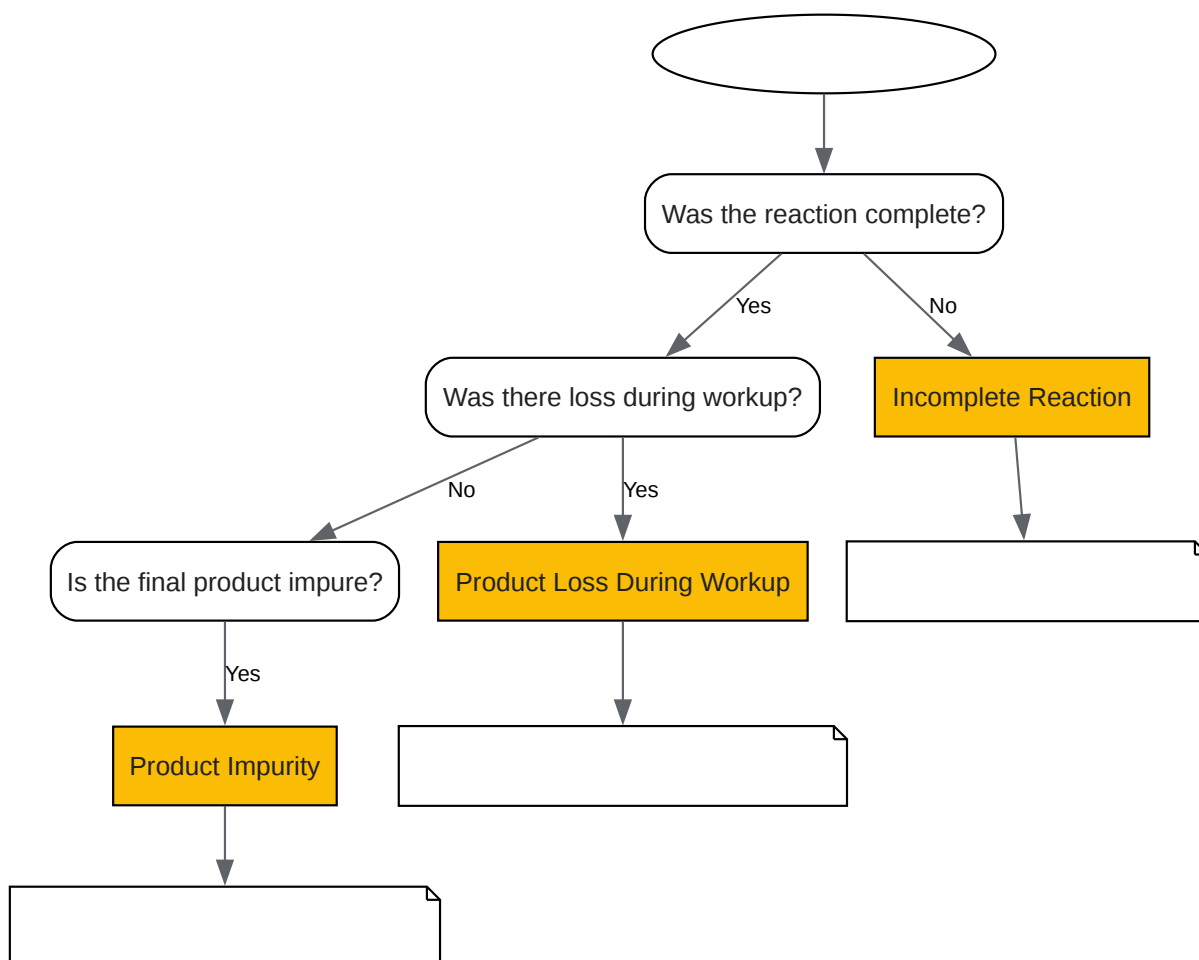 Was the reaction complete?
Yes
No
Was there loss during workup?
Incomplete Reaction
No
Yes
Is the final product impure?
Product Loss During Workup
Yes
Product Impurity